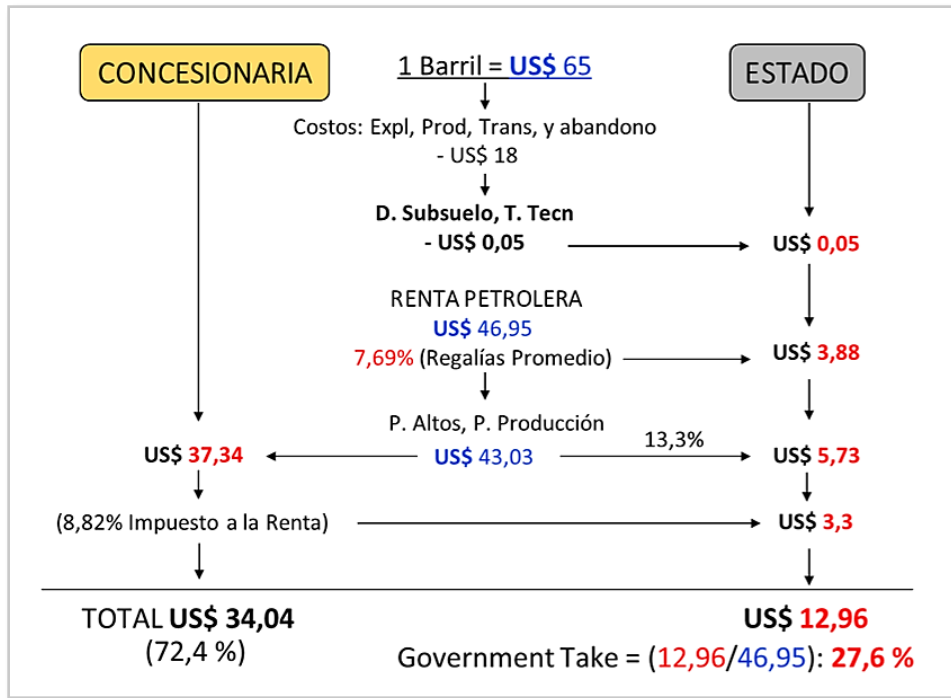 CONCESIONARIA
1 Barril = US$ 65
ESTADO
Costos: Expl, Prod, Trans, y abandono
- US$ 18
D. Subsuelo, T. Tecn
- US$ 0,05
US$ 0,05
RENTA PETROLERA
US$ 46,95
7,69% (Regalías Promedio)
US$ 3,88
P. Altos, P. Producción
US$ 37,34
US$ 43,03
13,3%
US$ 5,73
(8,82% Impuesto a la Renta)
US$ 3,3
TOTAL US$ 34,04
(72,4 %)
US$ 12,96
Government Take = (12,96/46,95): 27,6 %